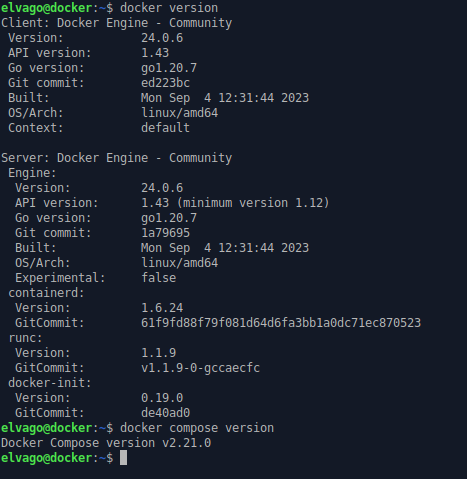 elvago@docker:~$ docker version
Client: Docker Engine - Community
 Version:           24.0.6
 API version:       1.43
 Go version:        go1.20.7
 Git commit:        ed223bc
 Built:             Mon Sep  4 12:31:44 2023
 OS/Arch:           linux/amd64
 Context:           default

Server: Docker Engine - Community
 Engine:
  Version:          24.0.6
  API version:      1.43 (minimum version 1.12)
  Go version:       go1.20.7
  Git commit:       1a79695
  Built:            Mon Sep  4 12:31:44 2023
  OS/Arch:          linux/amd64
  Experimental:     false
 containerd:
  Version:          1.6.24
  GitCommit:        61f9fd88f79f081d64d6fa3bb1a0dc71ec870523
 runc:
  Version:          1.1.9
  GitCommit:        v1.1.9-0-gccaecfc
 docker-init:
  Version:          0.19.0
  GitCommit:        de40ad0
elvago@docker:~$ docker compose version
Docker Compose version v2.21.0
elvago@docker:~$